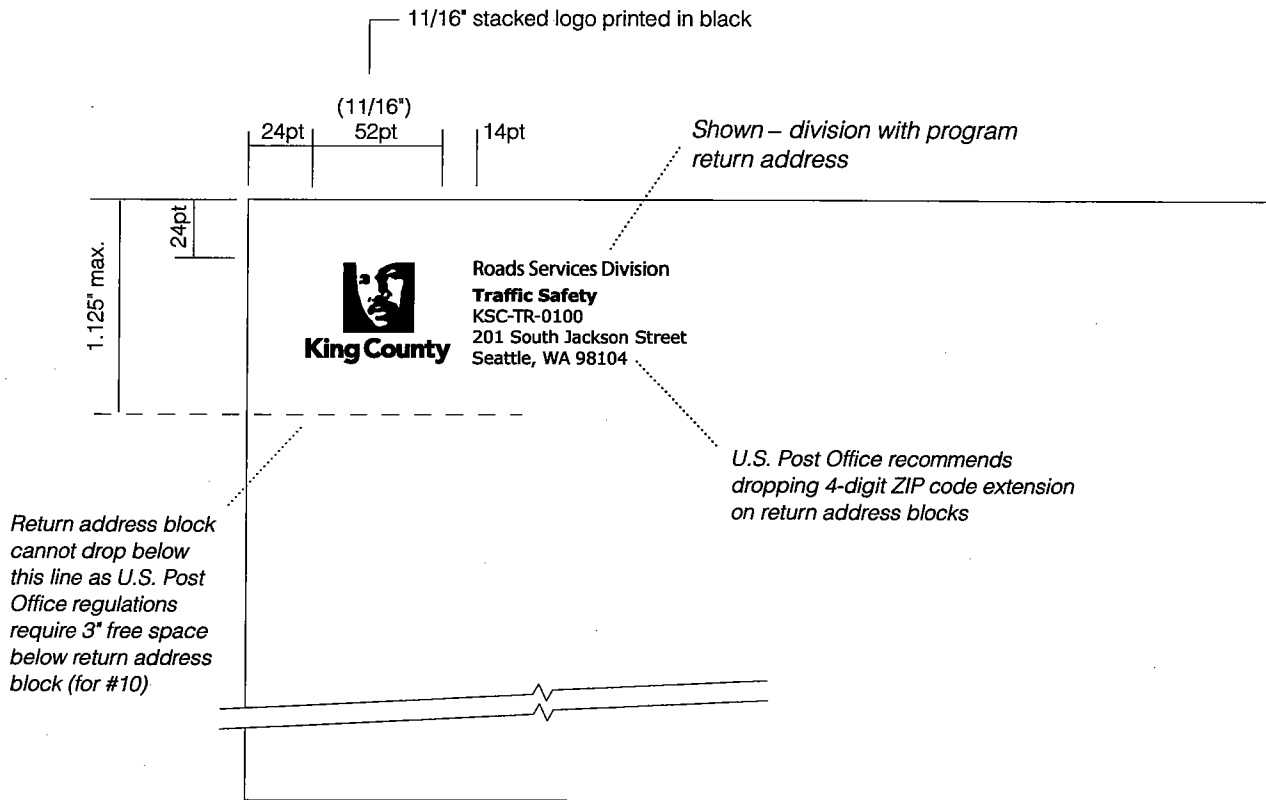 11/16" stacked logo printed in black
(11/16")
24pt 52pt 14pt
Shown – division with program
return address
24pt
1.125" max.
King County
Roads Services Division
Traffic Safety
KSC-TR-0100
201 South Jackson Street
Seattle, WA 98104
U.S. Post Office recommends
dropping 4-digit ZIP code extension
on return address blocks
Return address block
cannot drop below
this line as U.S. Post
Office regulations
require 3" free space
below return address
block (for #10)